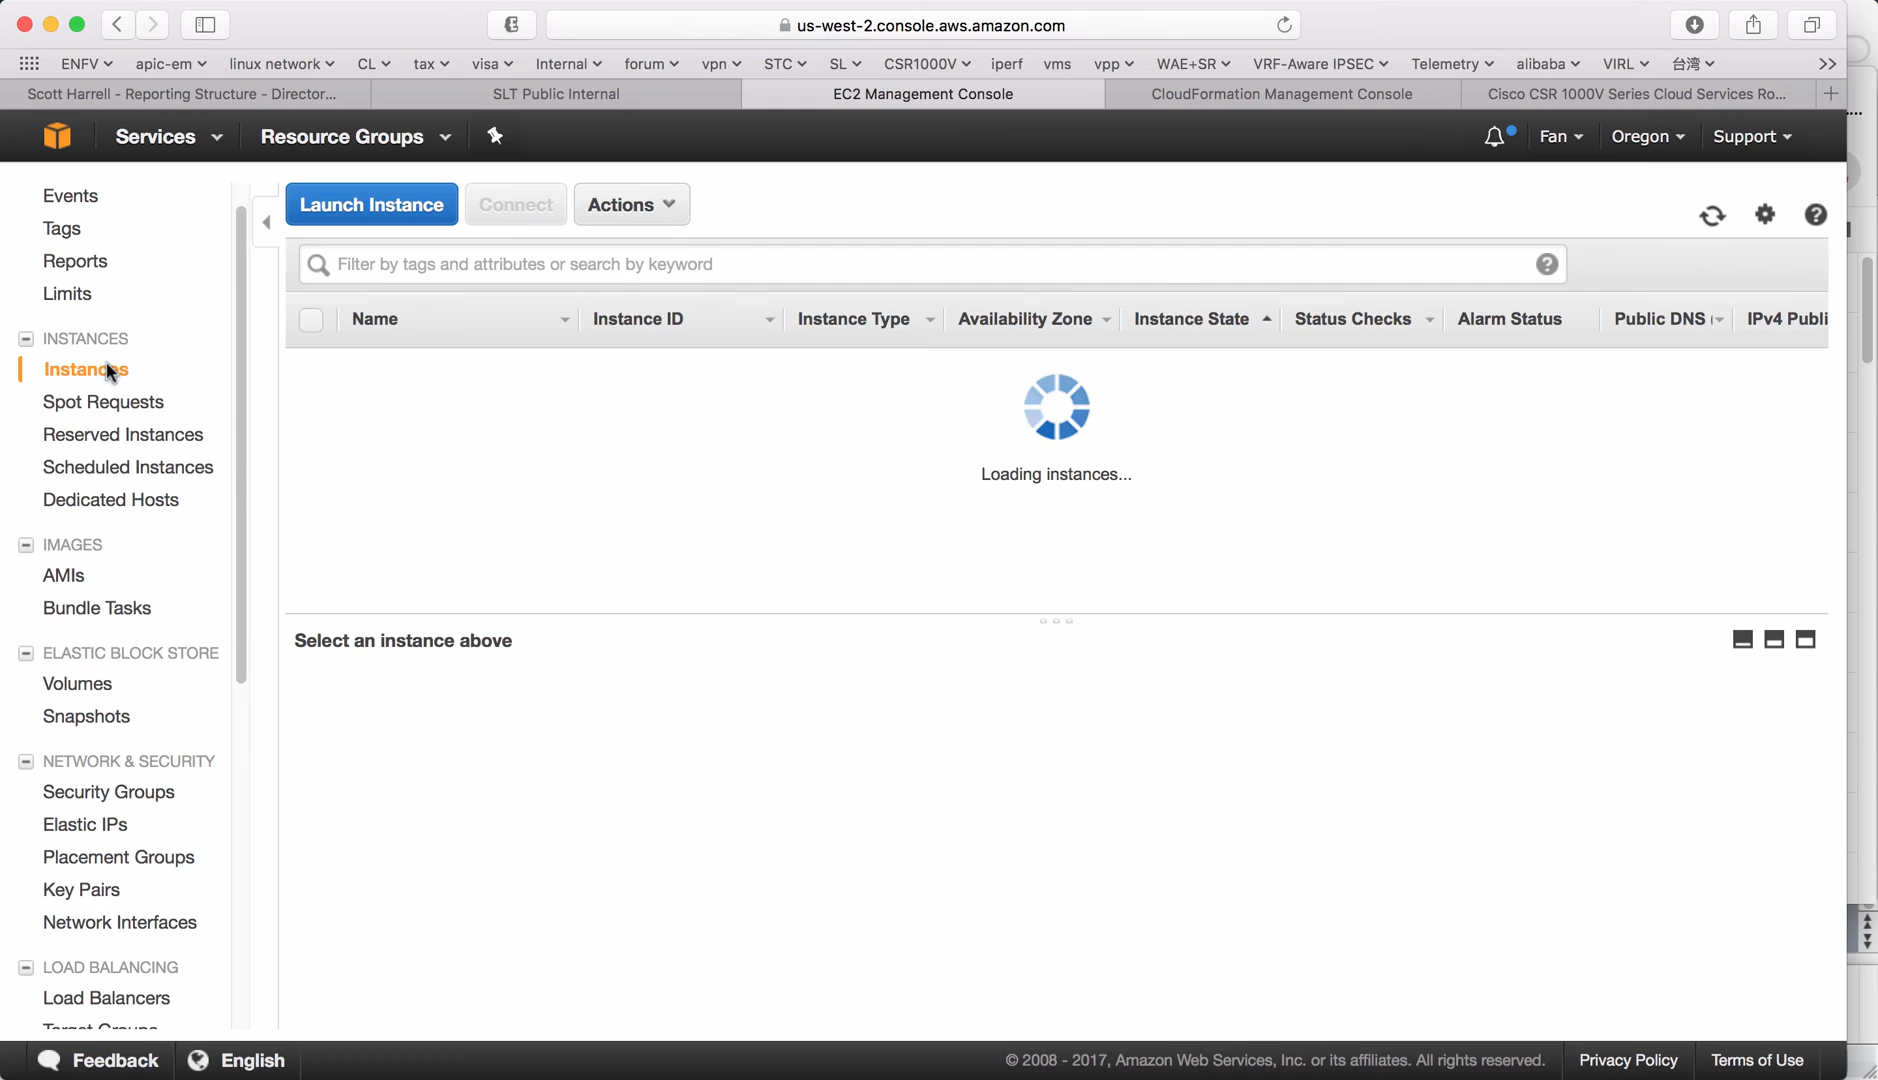 us-west-2.console.aws.amazon.com
ENFV apic-em linux network CL tax visa Internal forum vpn STC SL CSR1000V iperf vms vpp WAE+SR VRF-Aware IPSEC Telemetry alibaba VIRL 台湾
Scott Harrell - Reporting Structure - Director... SLT Public Internal EC2 Management Console CloudFormation Management Console Cisco CSR 1000V Series Cloud Services Ro...
Services Resource Groups Fan Oregon Support
Events
Tags
Reports
Limits
INSTANCES
Instances
Spot Requests
Reserved Instances
Scheduled Instances
Dedicated Hosts
IMAGES
AMIs
Bundle Tasks
ELASTIC BLOCK STORE
Volumes
Snapshots
NETWORK & SECURITY
Security Groups
Elastic IPs
Placement Groups
Key Pairs
Network Interfaces
LOAD BALANCING
Load Balancers
Target Groups
Launch Instance Connect Actions
Filter by tags and attributes or search by keyword
Name Instance ID Instance Type Availability Zone Instance State Status Checks Alarm Status Public DNS ( IPv4 Publi
Loading instances...
Select an instance above
Feedback English © 2008 - 2017, Amazon Web Services, Inc. or its affiliates. All rights reserved. Privacy Policy Terms of Use